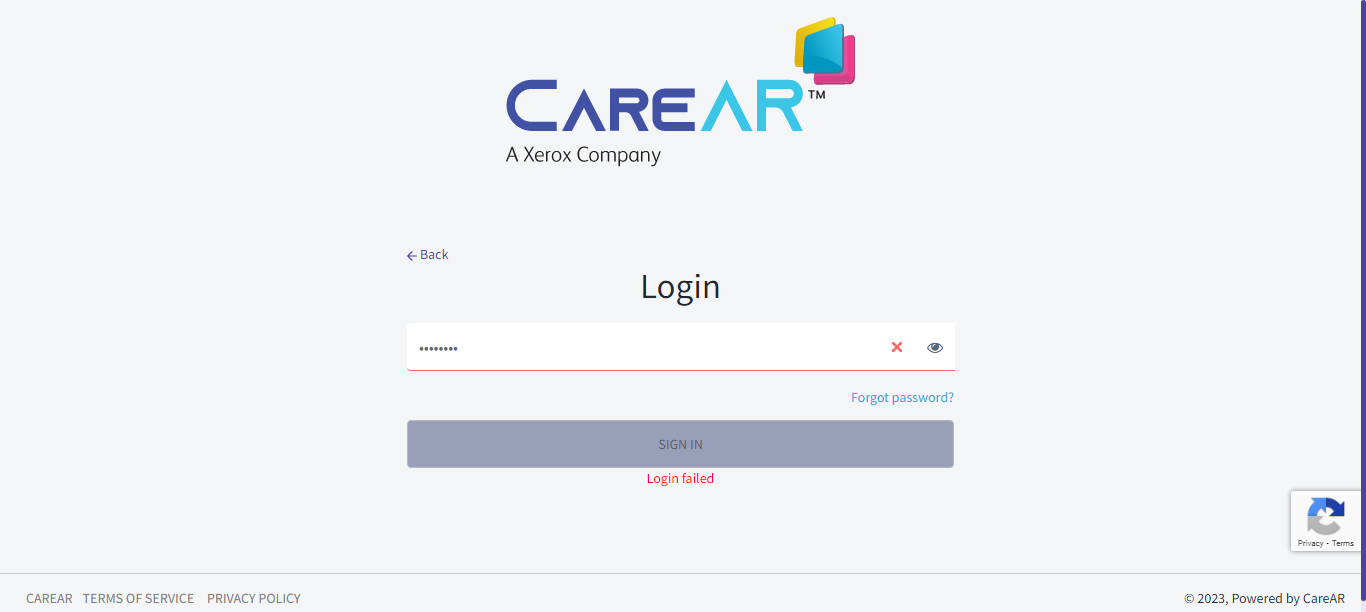 CAREAR™
A Xerox Company
Back
Login
••••••••
Forgot password?
SIGN IN
Login failed
Privacy - Terms
CAREAR TERMS OF SERVICE PRIVACY POLICY
© 2023, Powered by CareAR